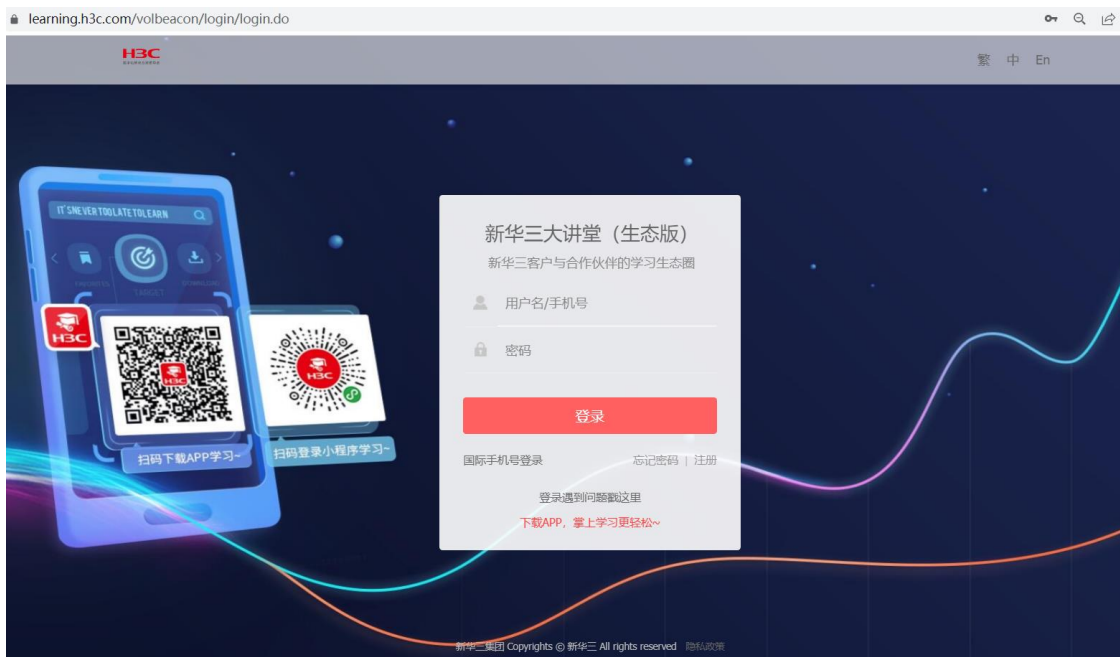 learning.h3c.com/volbeacon/login/login.do
H3C
繁 中 En
IT'S NEVER TOO LATE TO LEARN
FAVORITES
TARGET
DOWNLOAD
H3C
H3C
H3C
扫码下载APP学习~
扫码登录小程序学习~
新华三大讲堂（生态版）
新华三客户与合作伙伴的学习生态圈
用户名/手机号
密码
登录
国际手机号登录 忘记密码 | 注册
登录遇到问题戳这里
下载APP，掌上学习更轻松~
新华三集团 Copyrights © 新华三 All rights reserved 隐私政策